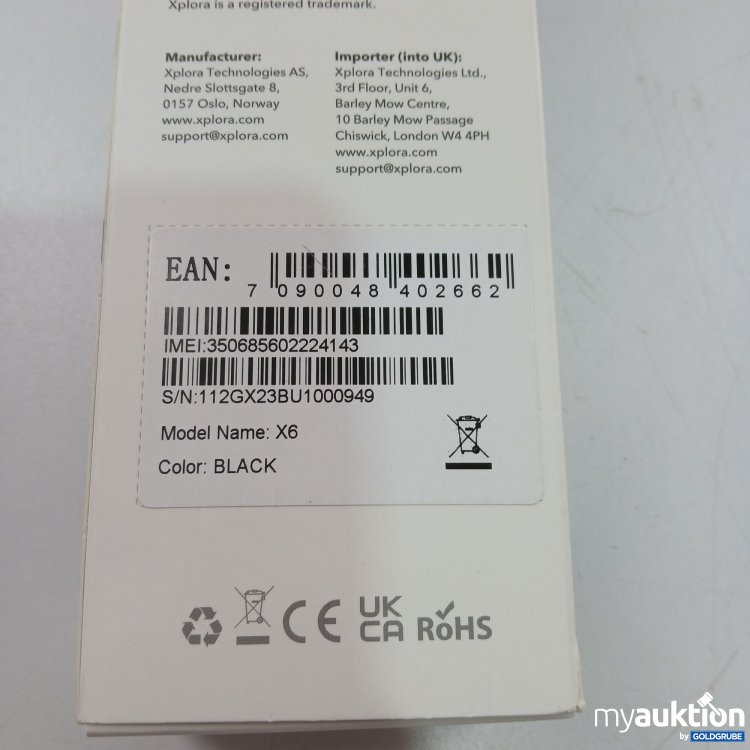 Xplora is a registered trademark.
Manufacturer:
Xplora Technologies AS,
Nedre Slottsgate 8,
0157 Oslo, Norway
www.xplora.com
support@xplora.com
Importer (into UK):
Xplora Technologies Ltd.,
3rd Floor, Unit 6,
Barley Mow Centre,
10 Barley Mow Passage
Chiswick, London W4 4PH
www.xplora.com
support@xplora.com
EAN:
7 090048 402662
IMEI:350685602224143
S/N:112GX23BU1000949
Model Name: X6
Color: BLACK
CE
UK
CA
RoHS
myauktion
by GOLDGRUBE